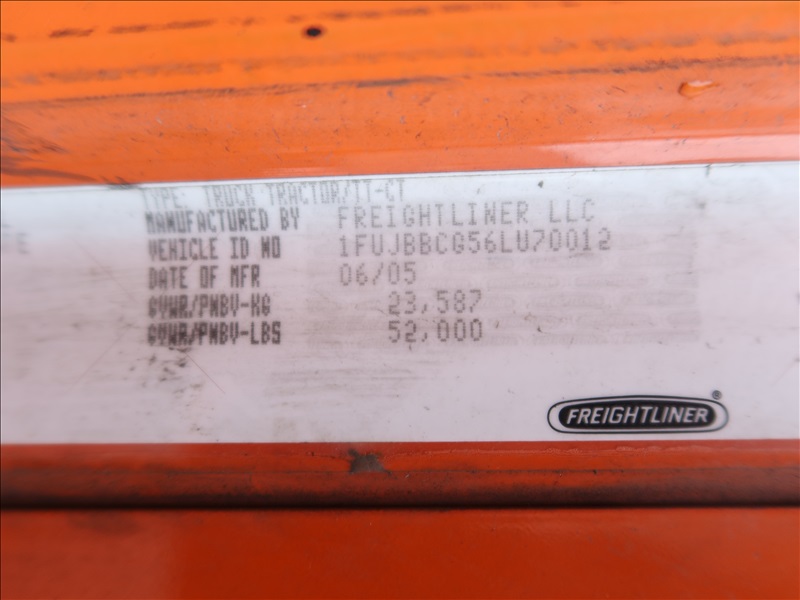 TYPE: TRUCK TRACTOR/TT-CT
MANUFACTURED BY FREIGHTLINER LLC
VEHICLE ID NO 1FUJBBCG56LU70012
DATE OF MFR 06/05
GVWR/PNBV-KG 23,587
GVWR/PNBV-LBS 52,000
FREIGHTLINER®